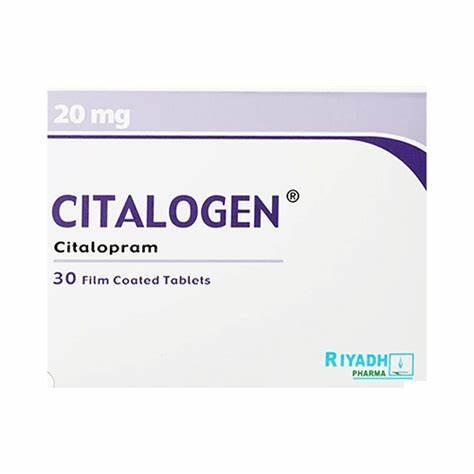 20 mg
CITALOGEN®
Citalopram
30 Film Coated Tablets
RIYADH
PHARMA